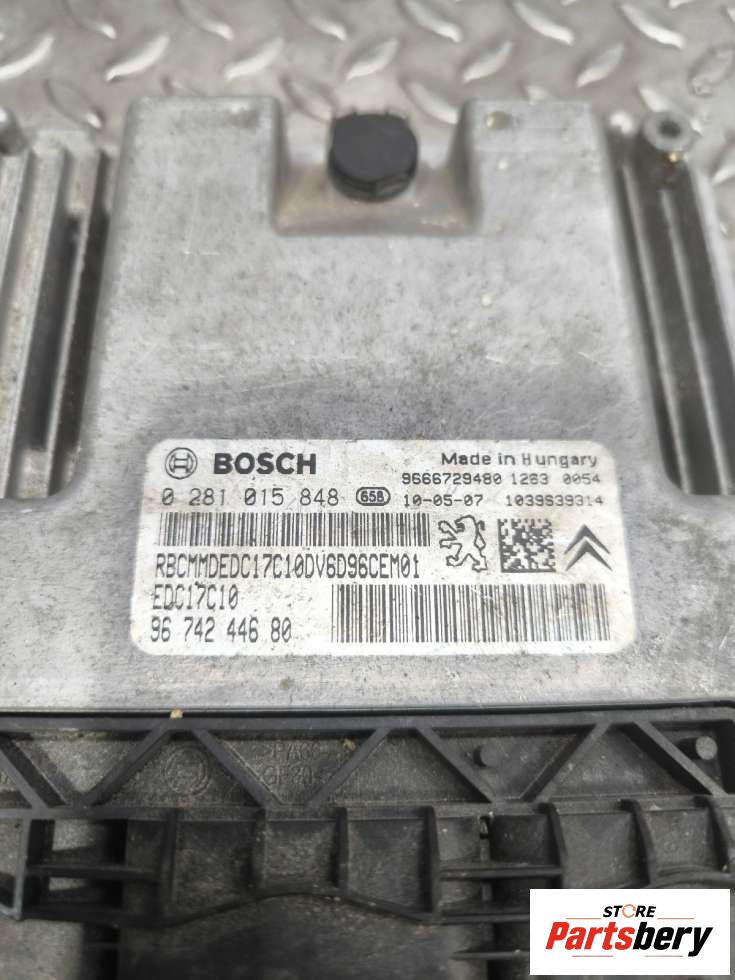 BOSCH
Made in Hungary
9666729480 1263 0054
0 281 015 848 658 10-05-07 1039S39314
RBCMMDEDC17C10DV6D96CEM01
EDC17C10
96 742 446 80
STORE
Partsbery